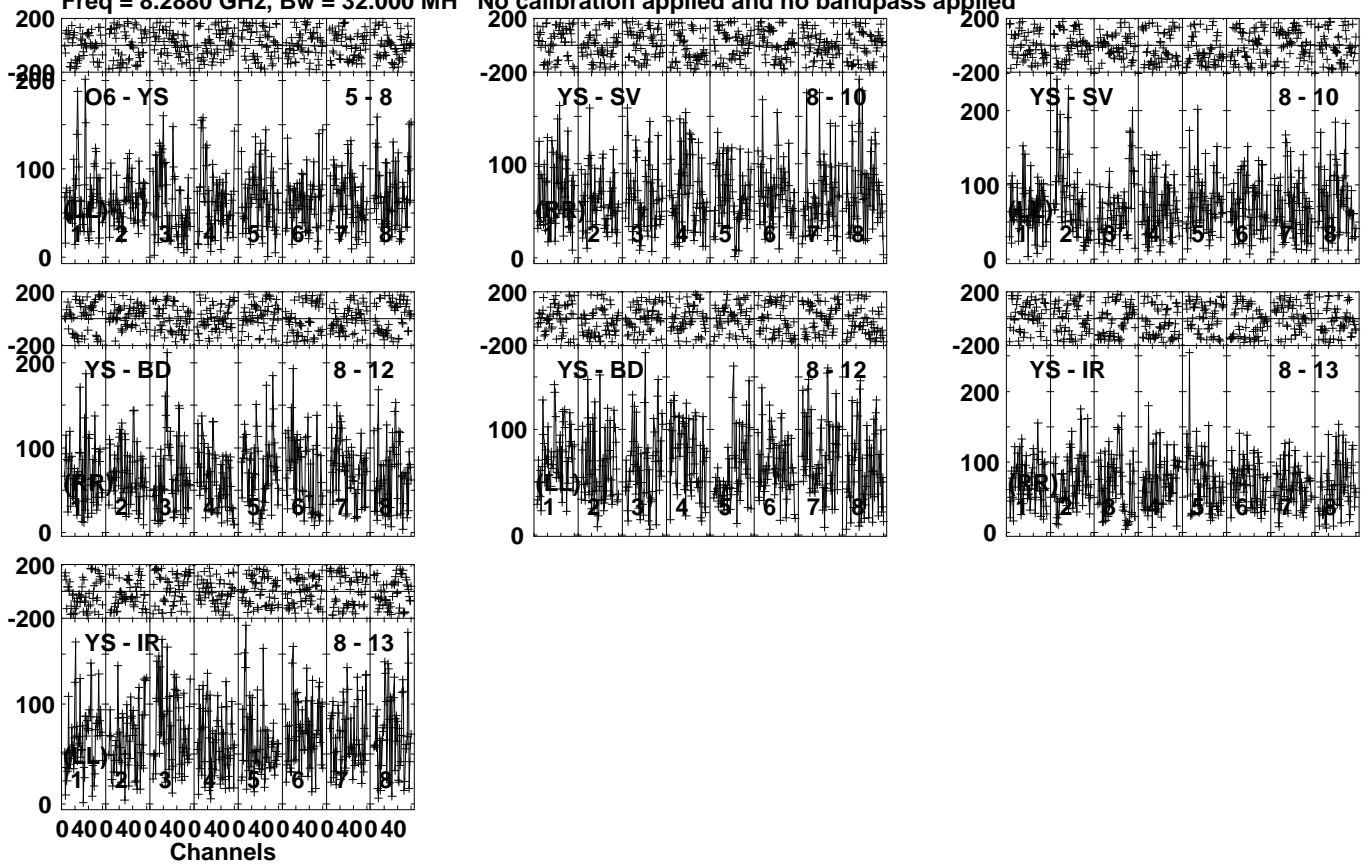 Freq = 8.2880 GHz, Bw = 32.000 MH No calibration applied and no bandpass applied
200
-200
200
O6 - YS 5 - 8
100
(LL)
1 2 3 4 5 6 7 8
0
200
-200
YS - SV 8 - 10
100
(RR)
1 2 3 4 5 6 7 8
0
200
-200
YS - SV 8 - 10
200
100
(LL)
1 2 3 4 5 6 7 8
0
200
-200
200
YS - BD 8 - 12
100
(RR)
1 2 3 4 5 6 7 8
0
200
-200
YS - BD 8 - 12
100
(LL)
1 2 3 4 5 6 7 8
0
200
-200
YS - IR 8 - 13
200
100
(RR)
1 2 3 4 5 6 7 8
0
200
-200
YS - IR 8 - 13
100
(LL)
1 2 3 4 5 6 7 8
0
0 40 0 40 0 40 0 40 0 40 0 40 0 40 0 40
Channels